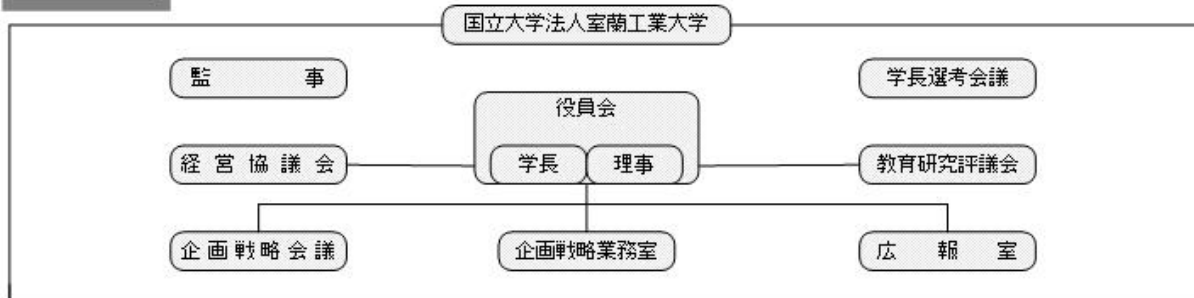 国立大学法人室蘭工業大学
監事
学長選考会議
役員会
経営協議会
学長
理事
教育研究評議会
企画戦略会議
企画戦略業務室
広報室